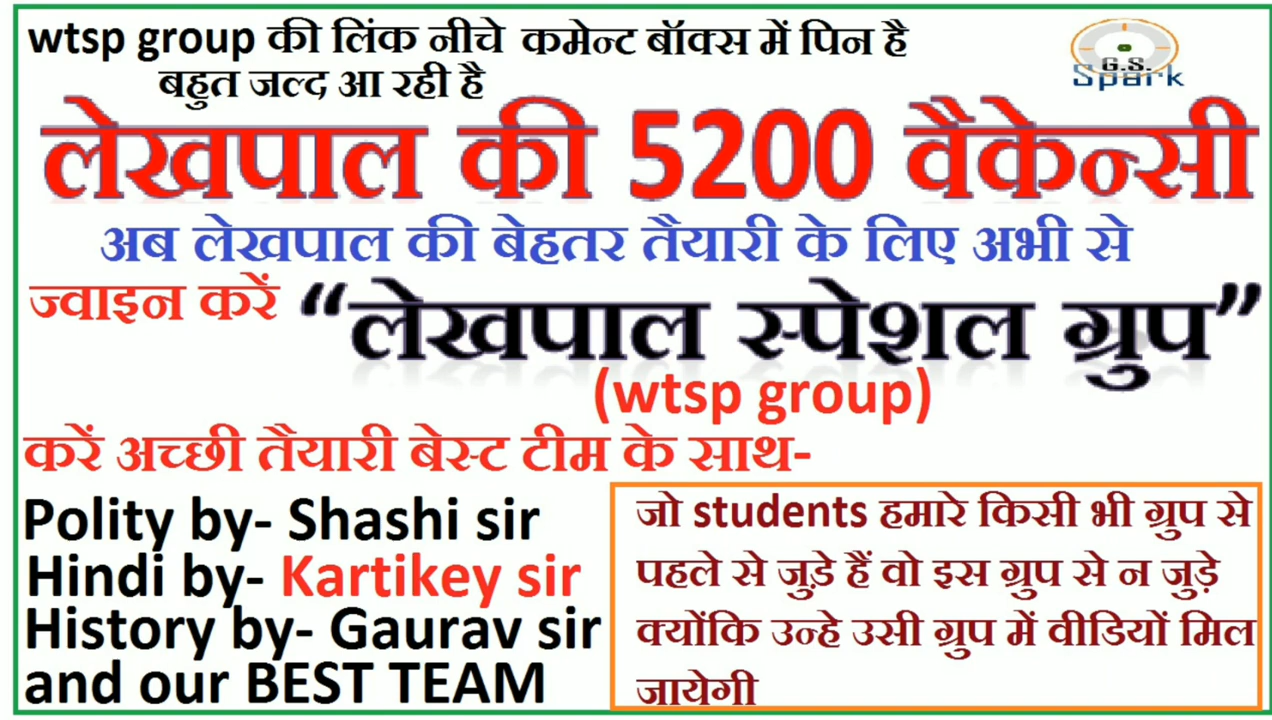 wtsp group की लिंक नीचे कमेन्ट बॉक्स में पिन है
G.S.
Spark
बहुत जल्द आ रही है
लेखपाल की 5200 वैकेन्सी
अब लेखपाल की बेहतर तैयारी के लिए अभी से
ज्वाइन करें “लेखपाल स्पेशल ग्रुप”
(wtsp group)
करें अच्छी तैयारी बेस्ट टीम के साथ-
Polity by- Shashi sir
Hindi by- Kartikey sir
History by- Gaurav sir
and our BEST TEAM
जो students हमारे किसी भी ग्रुप से
पहले से जुड़े हैं वो इस ग्रुप से न जुड़े
क्योंकि उन्हे उसी ग्रुप में वीडियों मिल
जायेगी